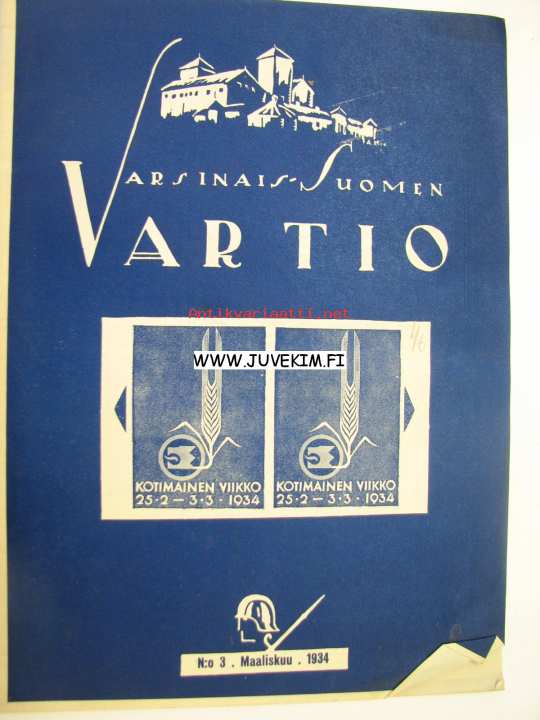 VARSINAIS-SUOMEN
VARTIO
Antikvariaatti.net
WWW.JUVEKIM.FI
KOTIMAINEN VIIKKO
25·2 — 3·3 · 1934
KOTIMAINEN VIIKKO
25·2 — 3·3 · 1934
N:o 3 . Maaliskuu . 1934